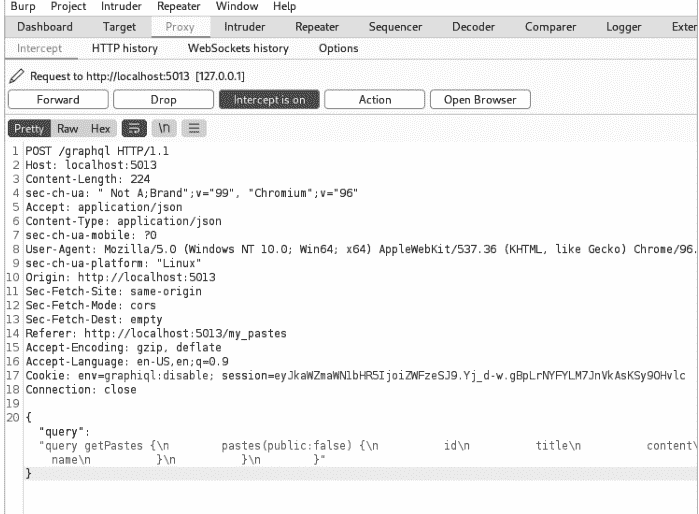 Burp Project Intruder Repeater Window Help
Dashboard Target Proxy Intruder Repeater Sequencer Decoder Comparer Logger Exter
Intercept HTTP history WebSockets history Options
Request to http://localhost:5013 [127.0.0.1]
Forward Drop Intercept is on Action Open Browser
Pretty Raw Hex \n
1 POST /graphql HTTP/1.1
2 Host: localhost:5013
3 Content-Length: 224
4 sec-ch-ua: " Not A;Brand";v="99", "Chromium";v="96"
5 Accept: application/json
6 Content-Type: application/json
7 sec-ch-ua-mobile: ?0
8 User-Agent: Mozilla/5.0 (Windows NT 10.0; Win64; x64) AppleWebKit/537.36 (KHTML, like Gecko) Chrome/96.
9 sec-ch-ua-platform: "Linux"
10 Origin: http://localhost:5013
11 Sec-Fetch-Site: same-origin
12 Sec-Fetch-Mode: cors
13 Sec-Fetch-Dest: empty
14 Referer: http://localhost:5013/my_pastes
15 Accept-Encoding: gzip, deflate
16 Accept-Language: en-US,en;q=0.9
17 Cookie: env=graphiql:disable; session=eyJkaWZmaWN1bHR5IjoiZWFzeSJ9.Yj_d-w.gBpLrNYFYLM7JnVkAsKSy9OHvlc
18 Connection: close
19
20 {
"query":
"query getPastes {\n pastes(public:false) {\n id\n title\n content\
name\n }\n }\n }"
}